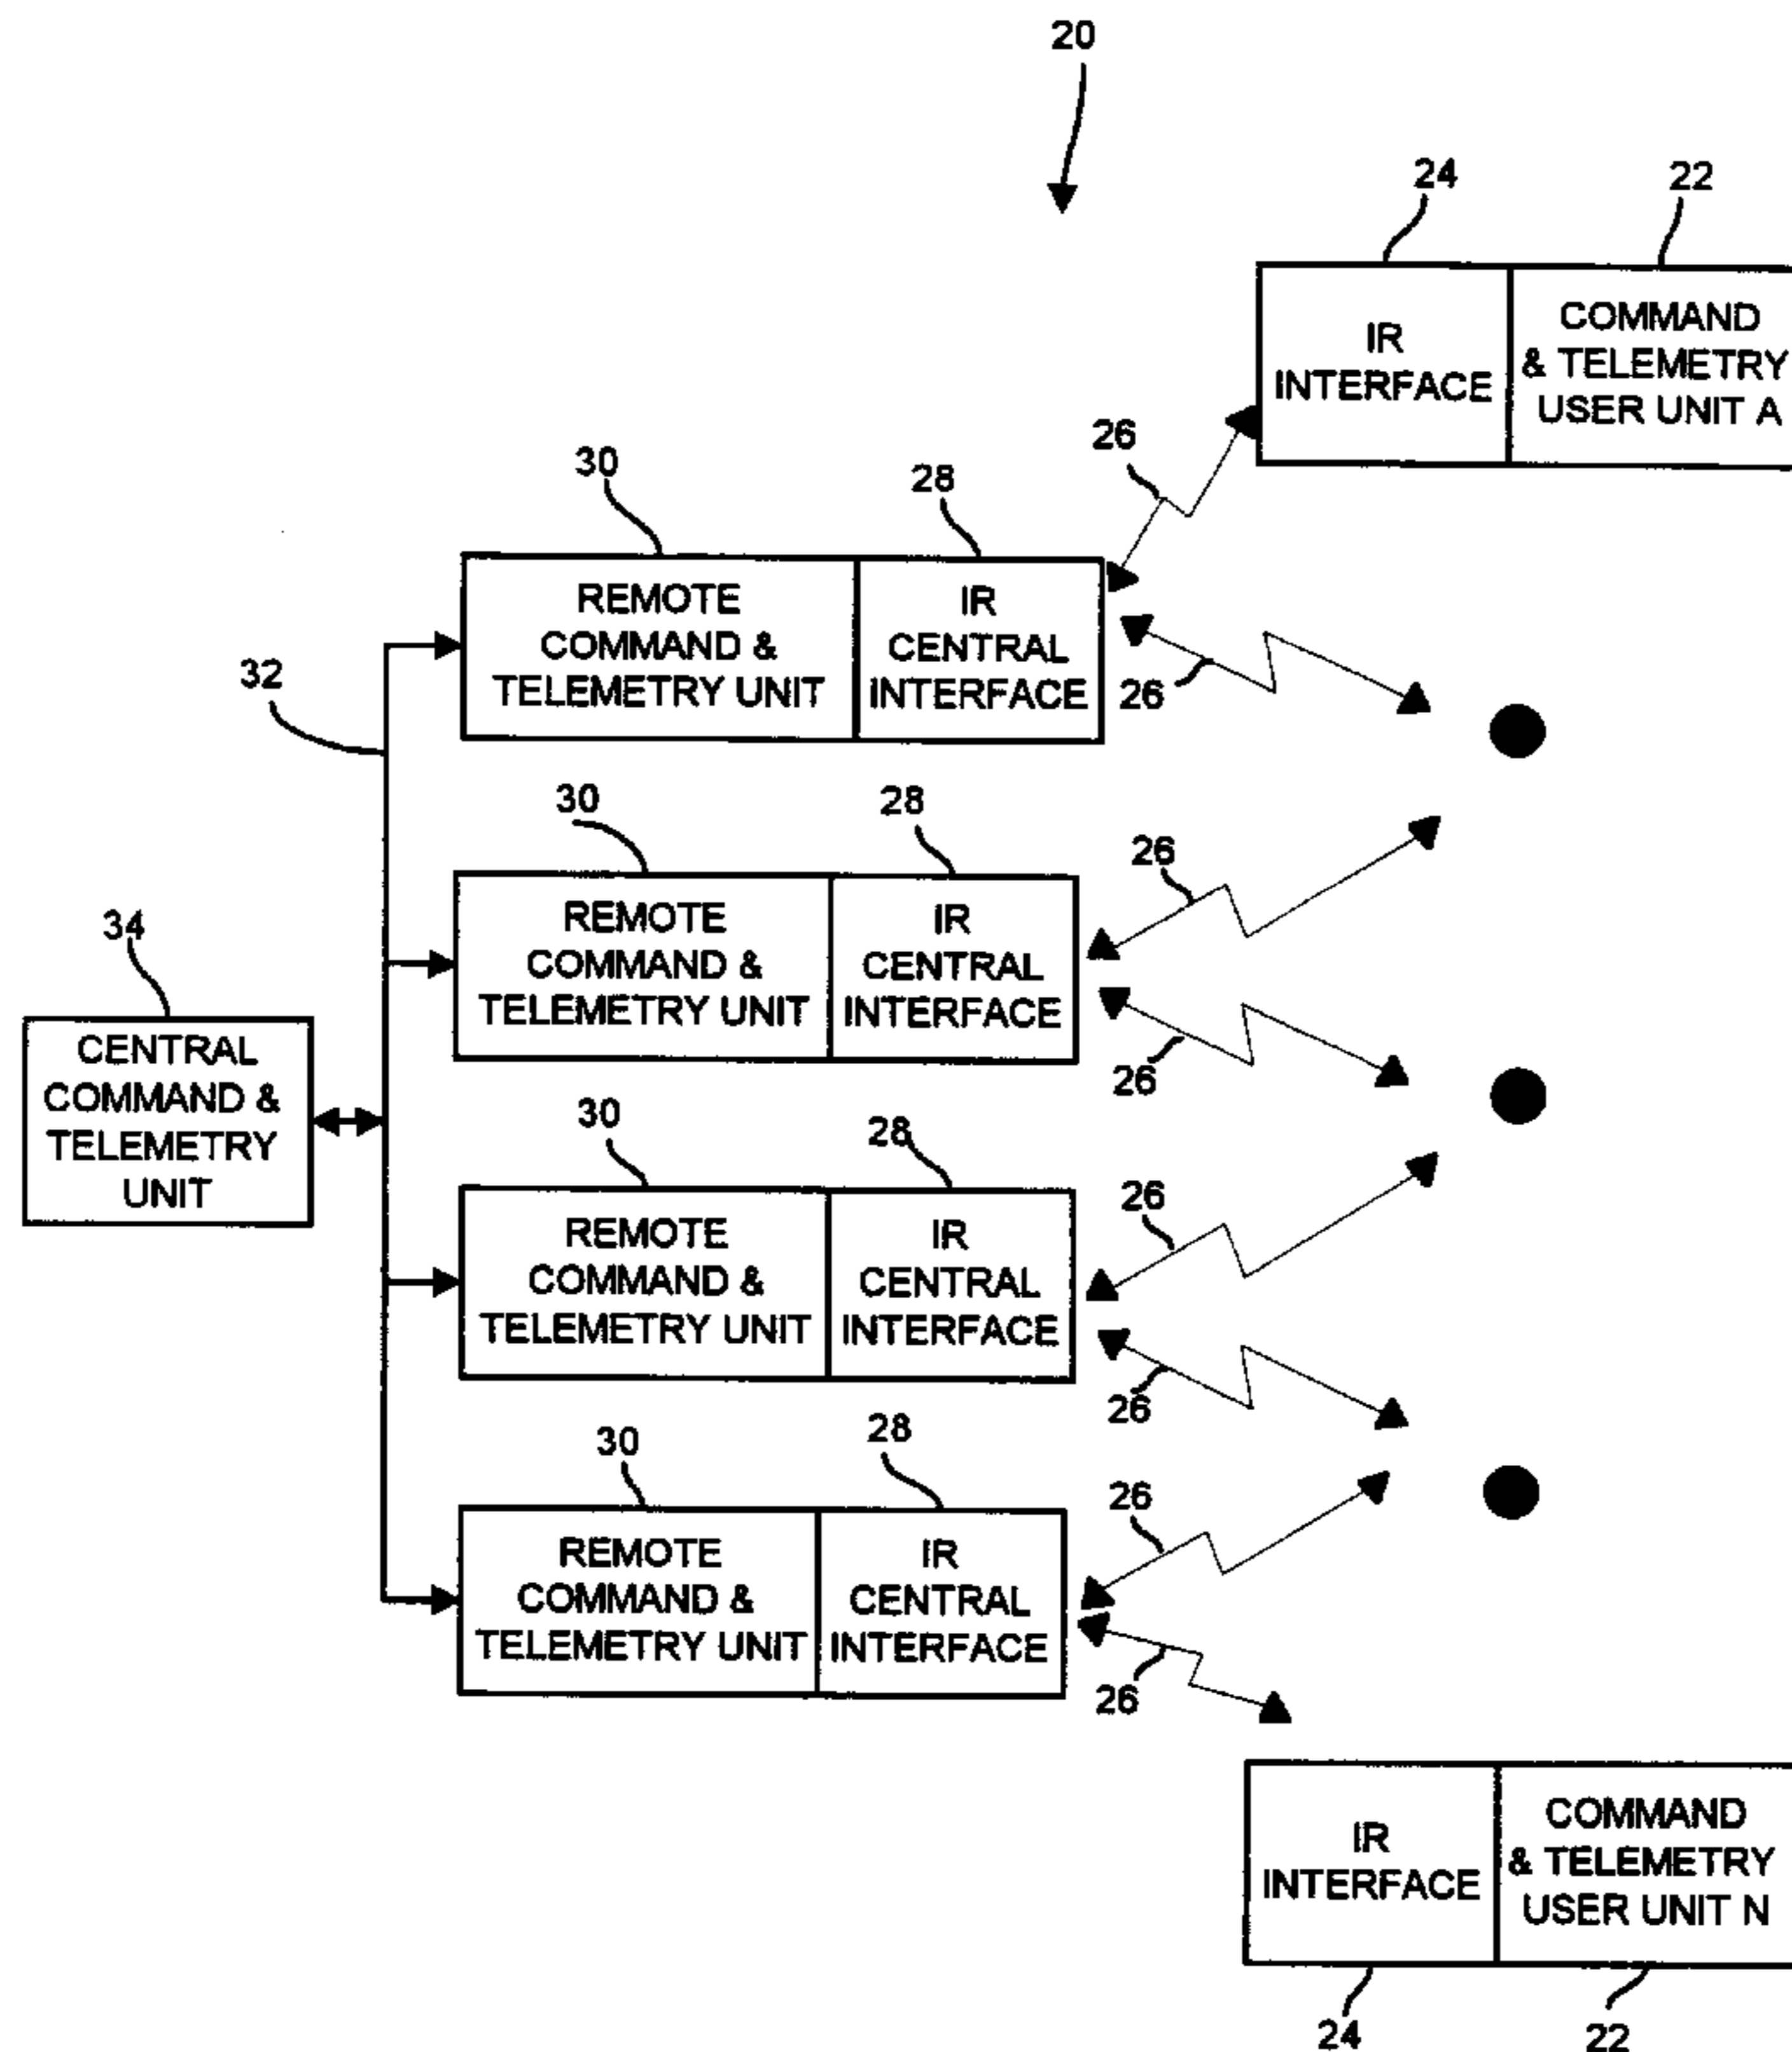 20
24
22
IR
INTERFACE
COMMAND
& TELEMETRY
USER UNIT A
26
30
28
REMOTE
COMMAND &
TELEMETRY UNIT
IR
CENTRAL
INTERFACE
26
32
30
28
26
REMOTE
COMMAND &
TELEMETRY UNIT
IR
CENTRAL
INTERFACE
26
34
CENTRAL
COMMAND &
TELEMETRY
UNIT
30
28
26
REMOTE
COMMAND &
TELEMETRY UNIT
IR
CENTRAL
INTERFACE
26
30
28
26
REMOTE
COMMAND &
TELEMETRY UNIT
IR
CENTRAL
INTERFACE
26
IR
INTERFACE
COMMAND
& TELEMETRY
USER UNIT N
24
22